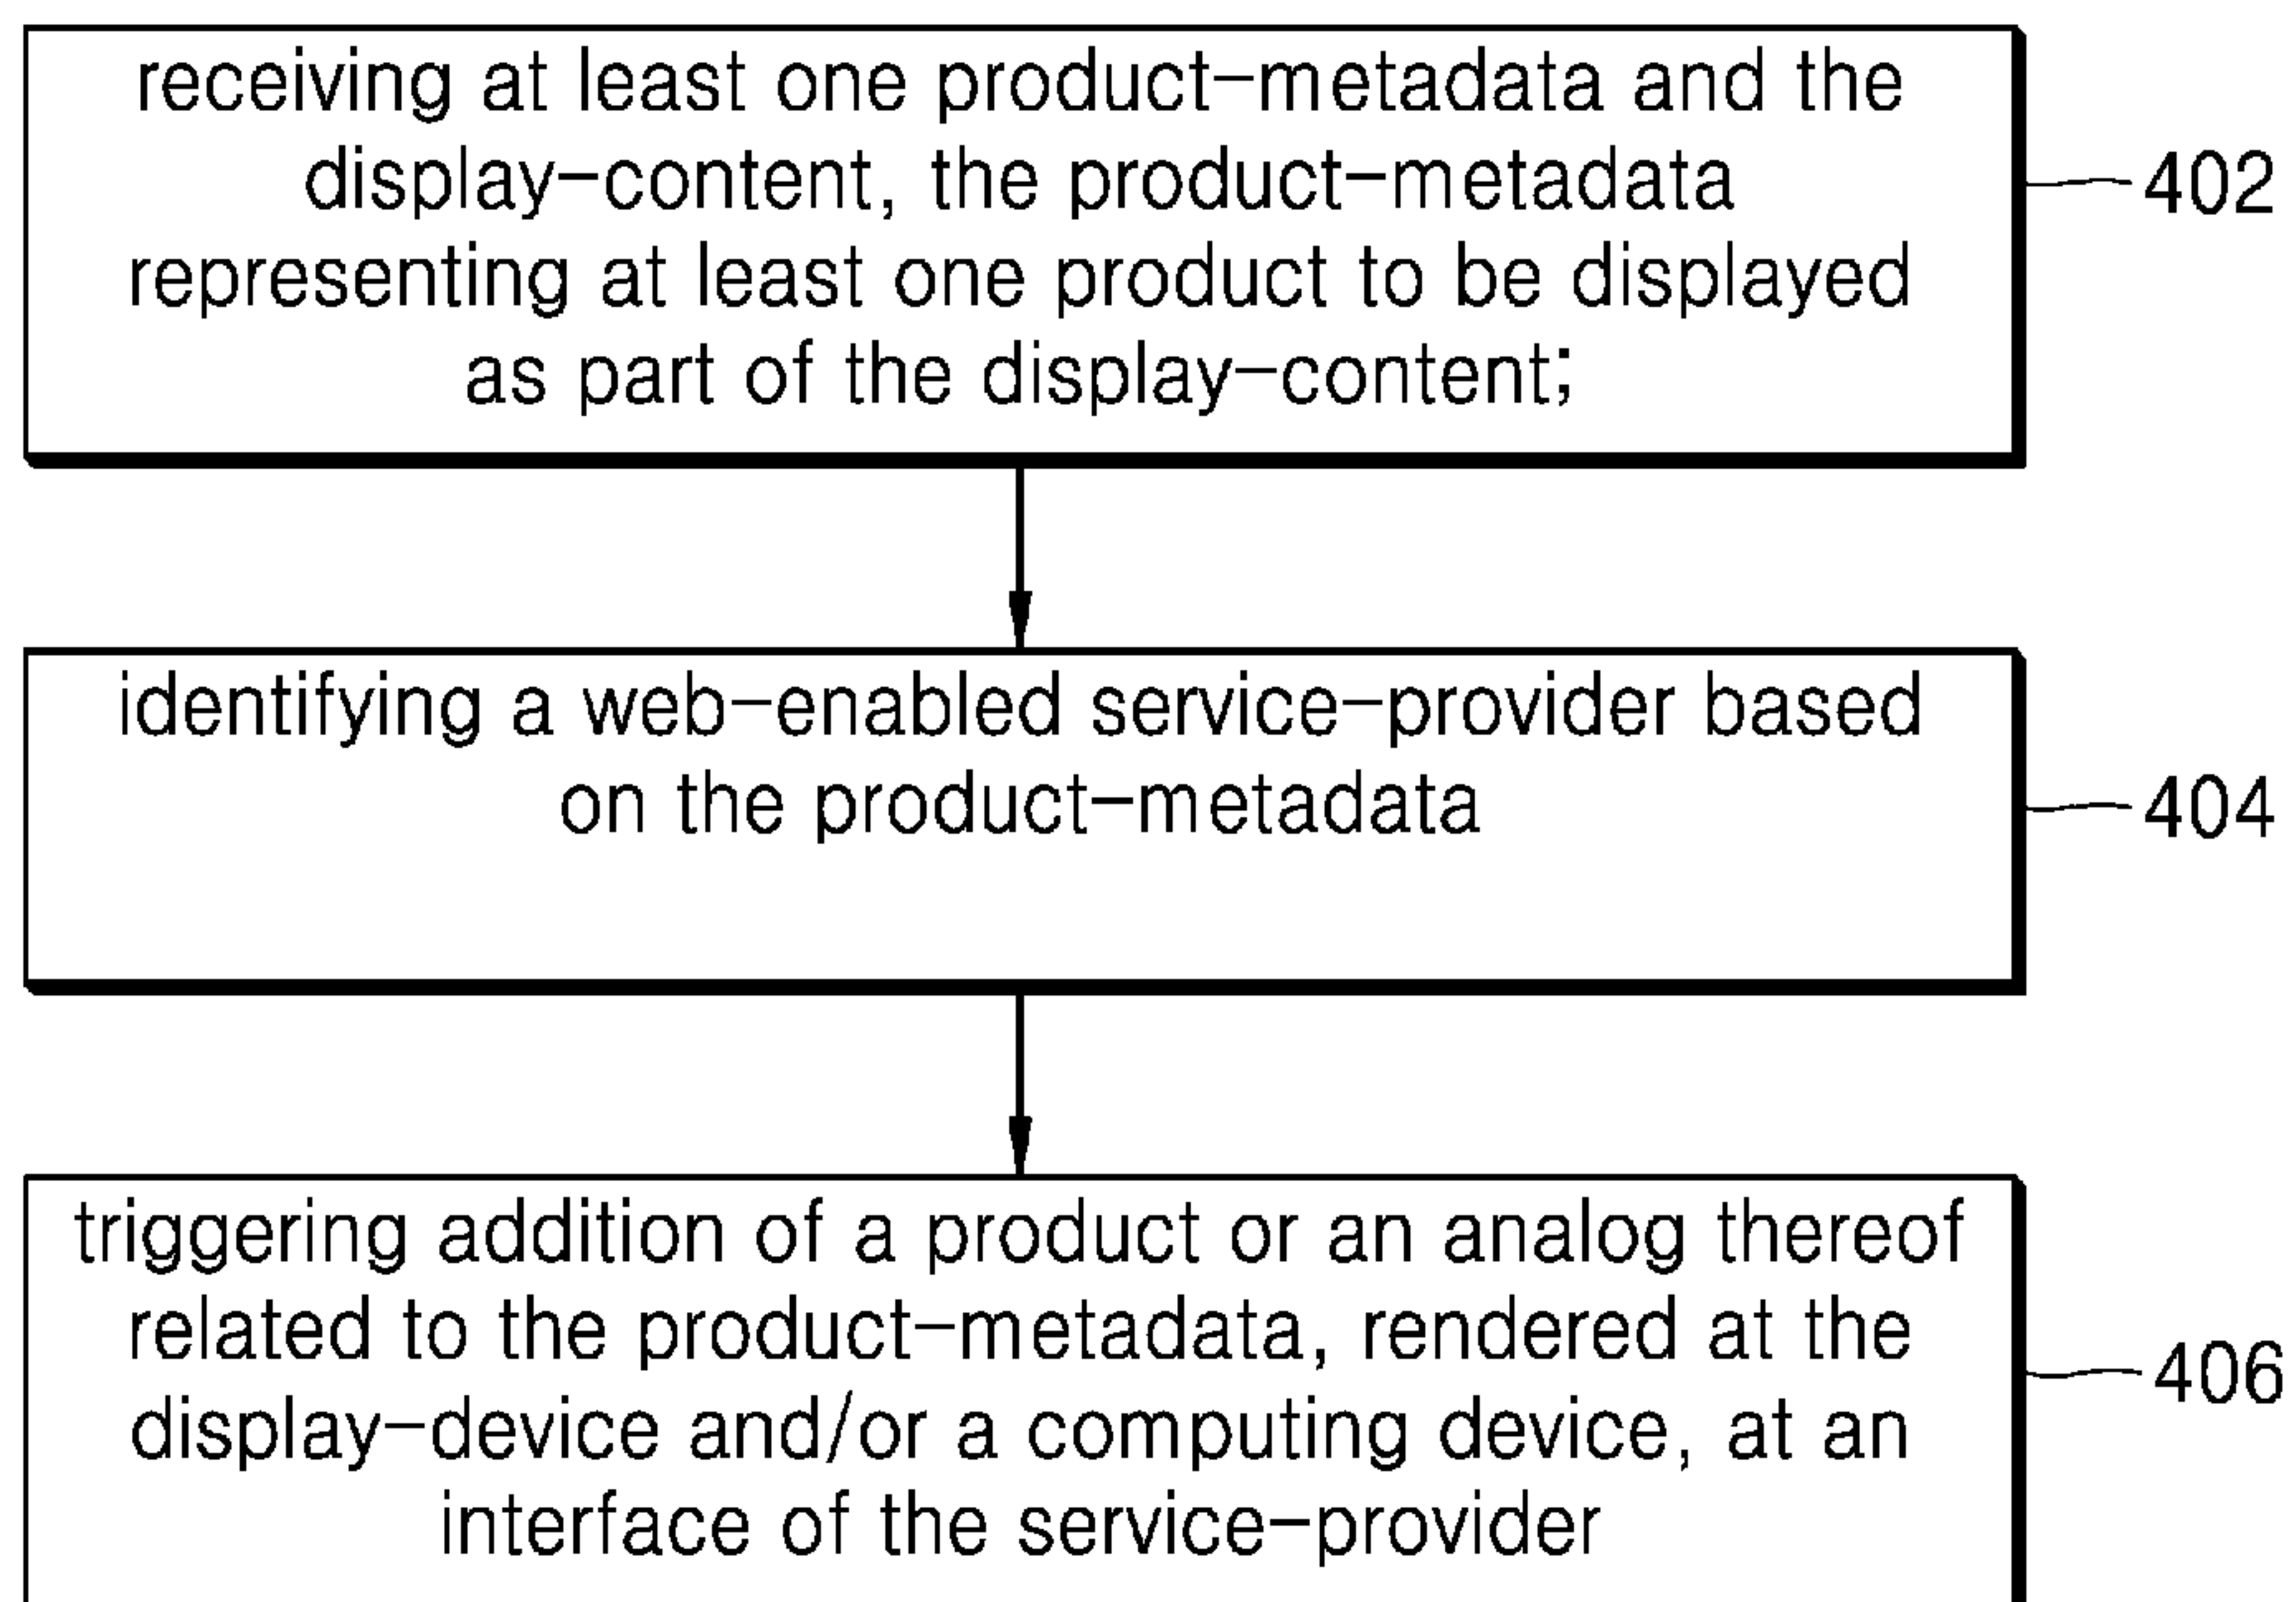 receiving at least one product-metadata and the
display-content, the product-metadata
representing at least one product to be displayed
as part of the display-content;
402
identifying a web-enabled service-provider based
on the product-metadata
404
triggering addition of a product or an analog thereof
related to the product-metadata, rendered at the
display-device and/or a computing device, at an
interface of the service-provider
406